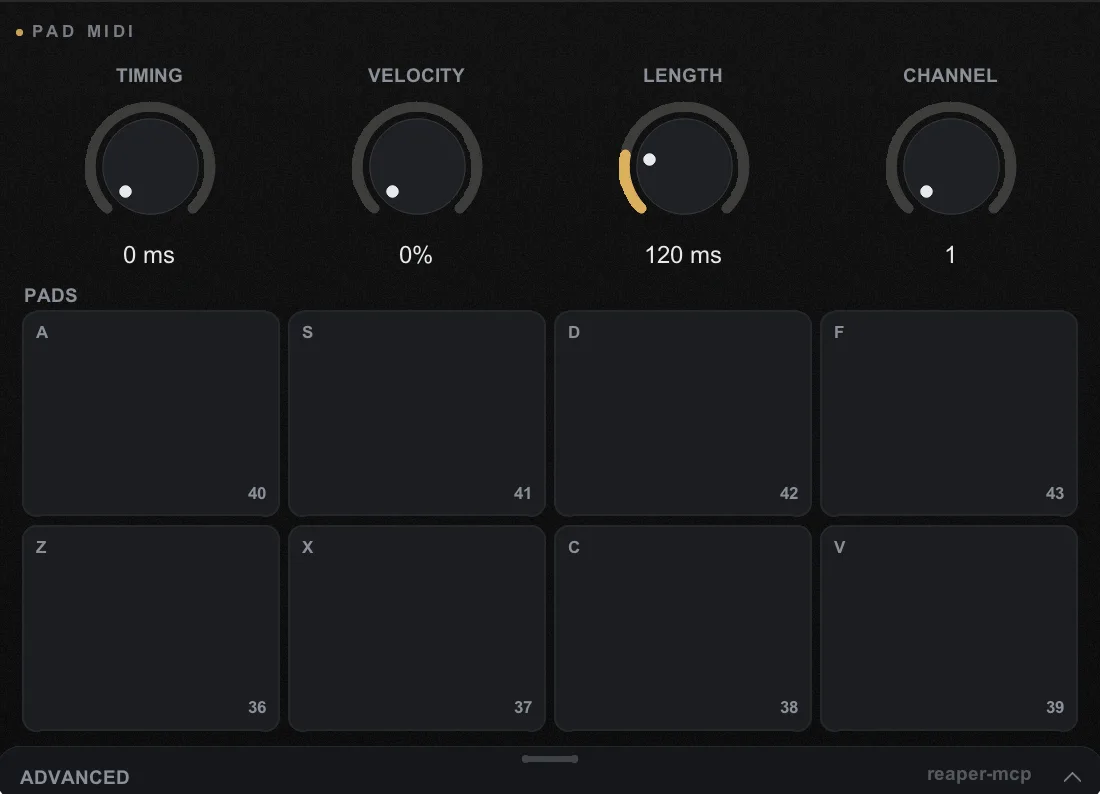 PAD MIDI
TIMING VELOCITY LENGTH CHANNEL
0 ms 0% 120 ms 1
PADS
A S D F
40 41 42 43
Z X C V
36 37 38 39
ADVANCED reaper-mcp